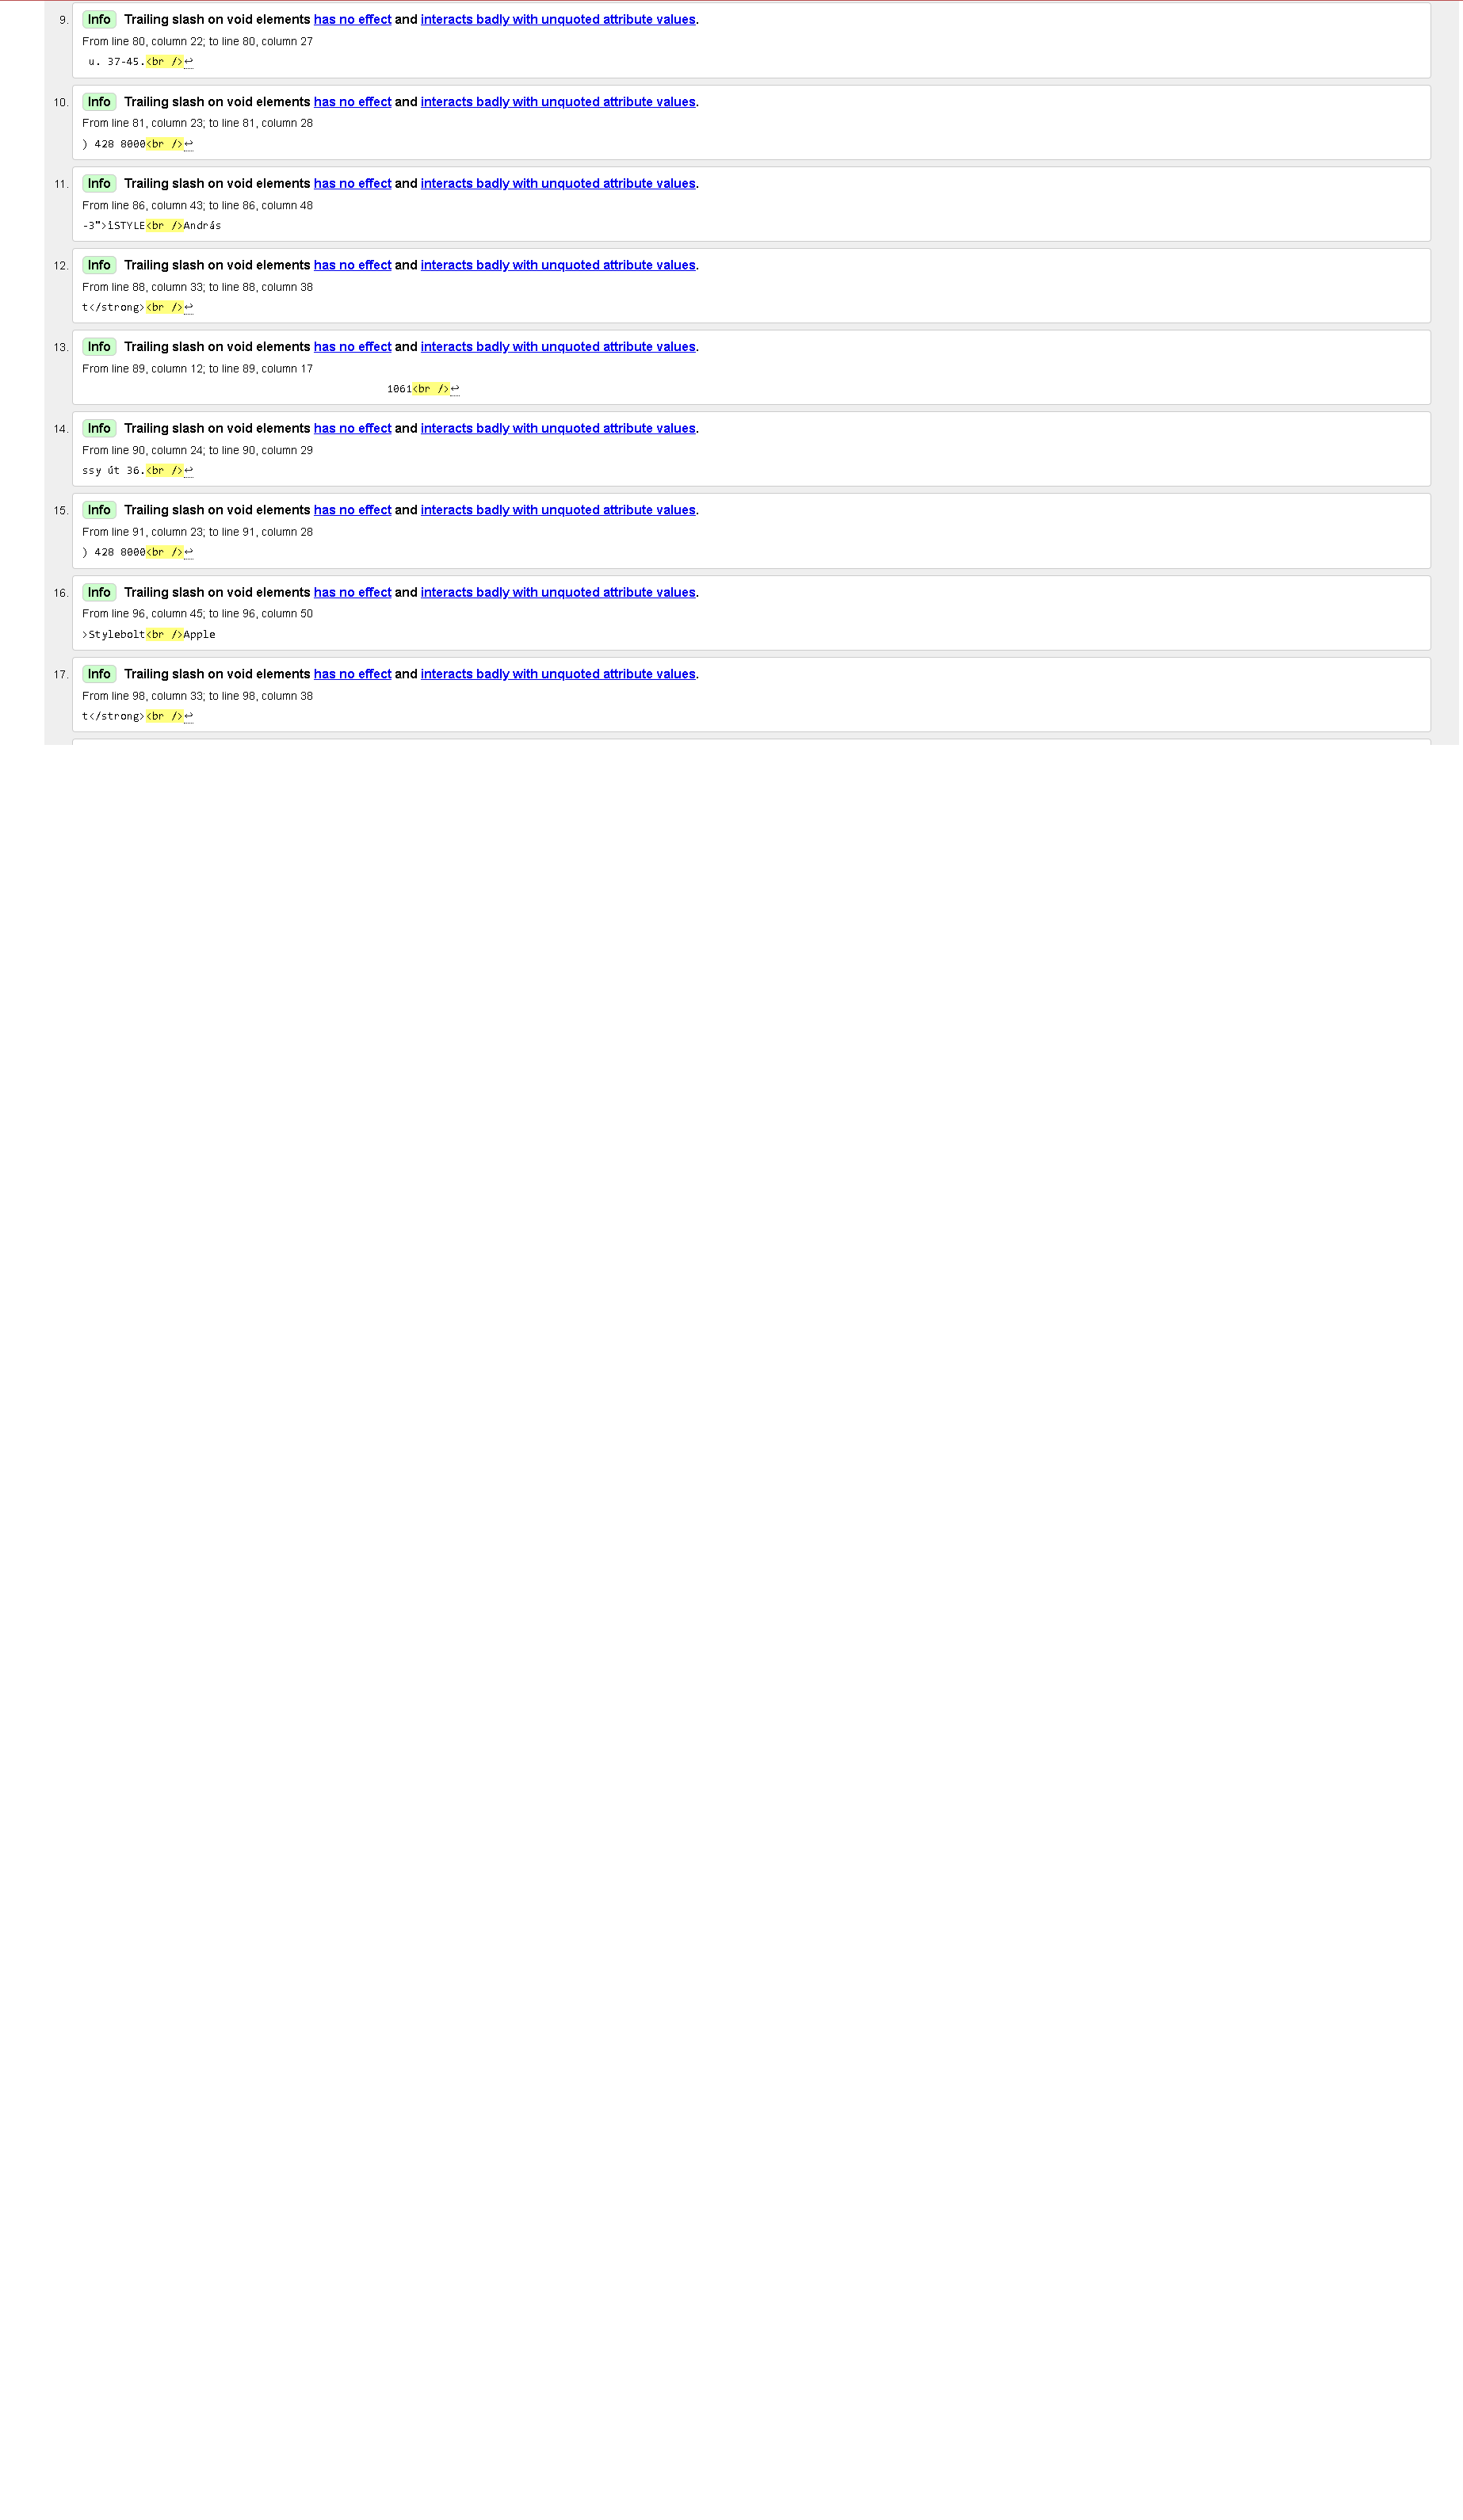 9. Info Trailing slash on void elements has no effect and interacts badly with unquoted attribute values.
From line 80, column 22; to line 80, column 27
u. 37-45.<br />↩
10. Info Trailing slash on void elements has no effect and interacts badly with unquoted attribute values.
From line 81, column 23; to line 81, column 28
) 428 8000<br />↩
11. Info Trailing slash on void elements has no effect and interacts badly with unquoted attribute values.
From line 86, column 43; to line 86, column 48
-3">iSTYLE<br />András
12. Info Trailing slash on void elements has no effect and interacts badly with unquoted attribute values.
From line 88, column 33; to line 88, column 38
t</strong><br />↩
13. Info Trailing slash on void elements has no effect and interacts badly with unquoted attribute values.
From line 89, column 12; to line 89, column 17
1061<br />↩
14. Info Trailing slash on void elements has no effect and interacts badly with unquoted attribute values.
From line 90, column 24; to line 90, column 29
ssy út 36.<br />↩
15. Info Trailing slash on void elements has no effect and interacts badly with unquoted attribute values.
From line 91, column 23; to line 91, column 28
) 428 8000<br />↩
16. Info Trailing slash on void elements has no effect and interacts badly with unquoted attribute values.
From line 96, column 45; to line 96, column 50
>Stylebolt<br />Apple
17. Info Trailing slash on void elements has no effect and interacts badly with unquoted attribute values.
From line 98, column 33; to line 98, column 38
t</strong><br />↩